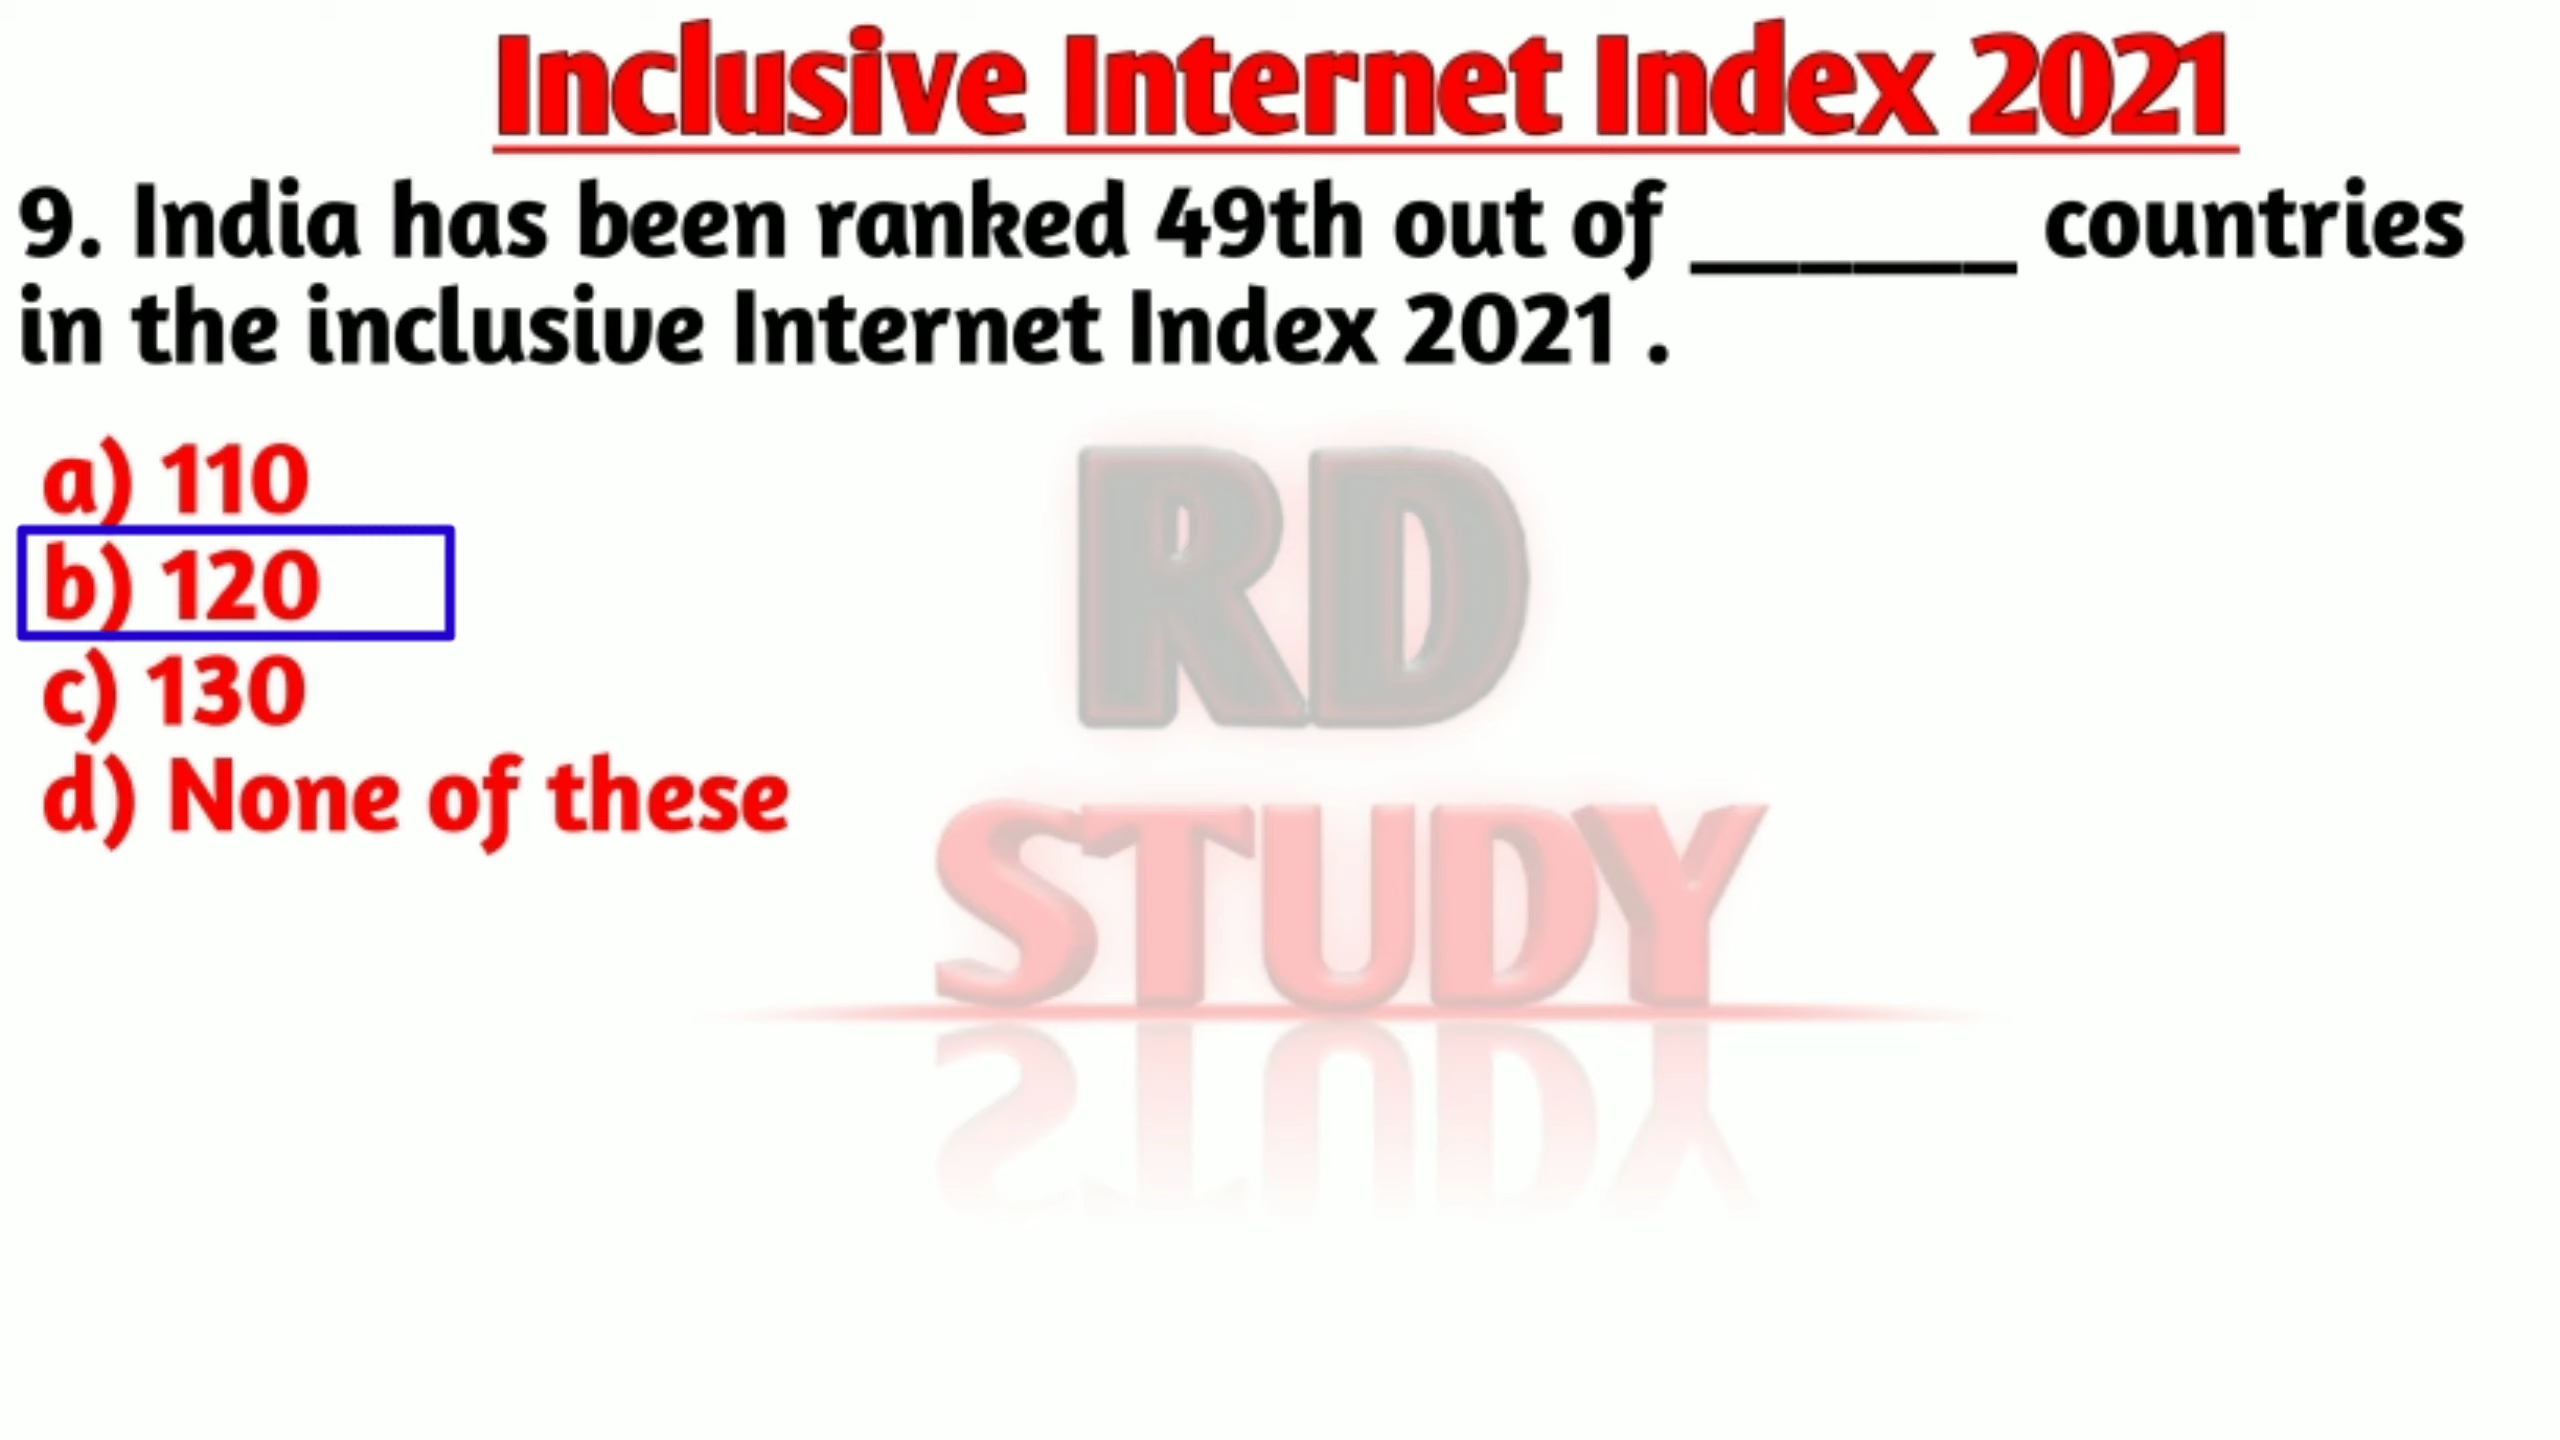 Inclusive Internet Index 2021
9. India has been ranked 49th out of ______ countries
in the inclusive Internet Index 2021 .
a) 110
b) 120
c) 130
d) None of these
RD
STUDY